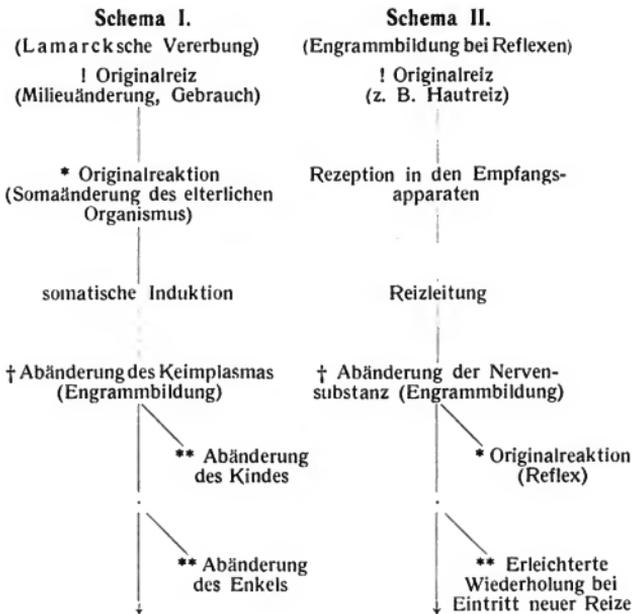 Schema I.
(Lamarcksche Vererbung)
! Originalreiz
(Milieuänderung, Gebrauch)
* Originalreaktion
(Somaänderung des elterlichen
Organismus)
somatische Induktion
† Abänderung des Keimplasmas
(Engrammbildung)
** Abänderung
des Kindes
** Abänderung
des Enkels
Schema II.
(Engrammbildung bei Reflexen)
! Originalreiz
(z. B. Hautreiz)
Rezeption in den Empfangs-
apparaten
Reizleitung
† Abänderung der Nerven-
substanz (Engrammbildung)
* Originalreaktion
(Reflex)
** Erleichterte
Wiederholung bei
Eintritt neuer Reize